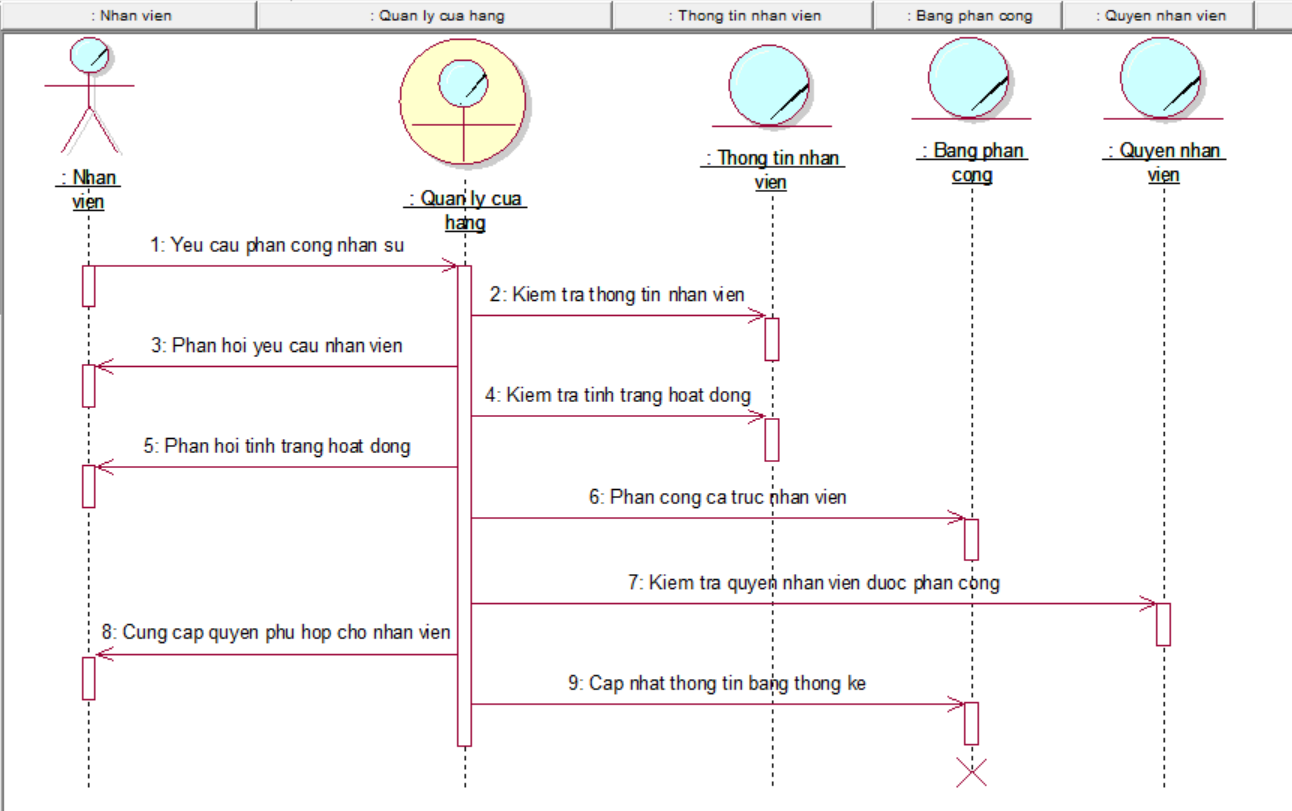 : Nhan vien
: Quan ly cua hang
: Thong tin nhan vien
: Bang phan cong
: Quyen nhan vien
: Nhan
vien
: Quan ly cua
hang
: Thong tin nhan
vien
: Bang phan
cong
: Quyen nhan
vien
1: Yeu cau phan cong nhan su
2: Kiem tra thong tin nhan vien
3: Phan hoi yeu cau nhan vien
4: Kiem tra tinh trang hoat dong
5: Phan hoi tinh trang hoat dong
6: Phan cong ca truc nhan vien
7: Kiem tra quyen nhan vien duoc phan cong
8: Cung cap quyen phu hop cho nhan vien
9: Cap nhat thong tin bang thong ke